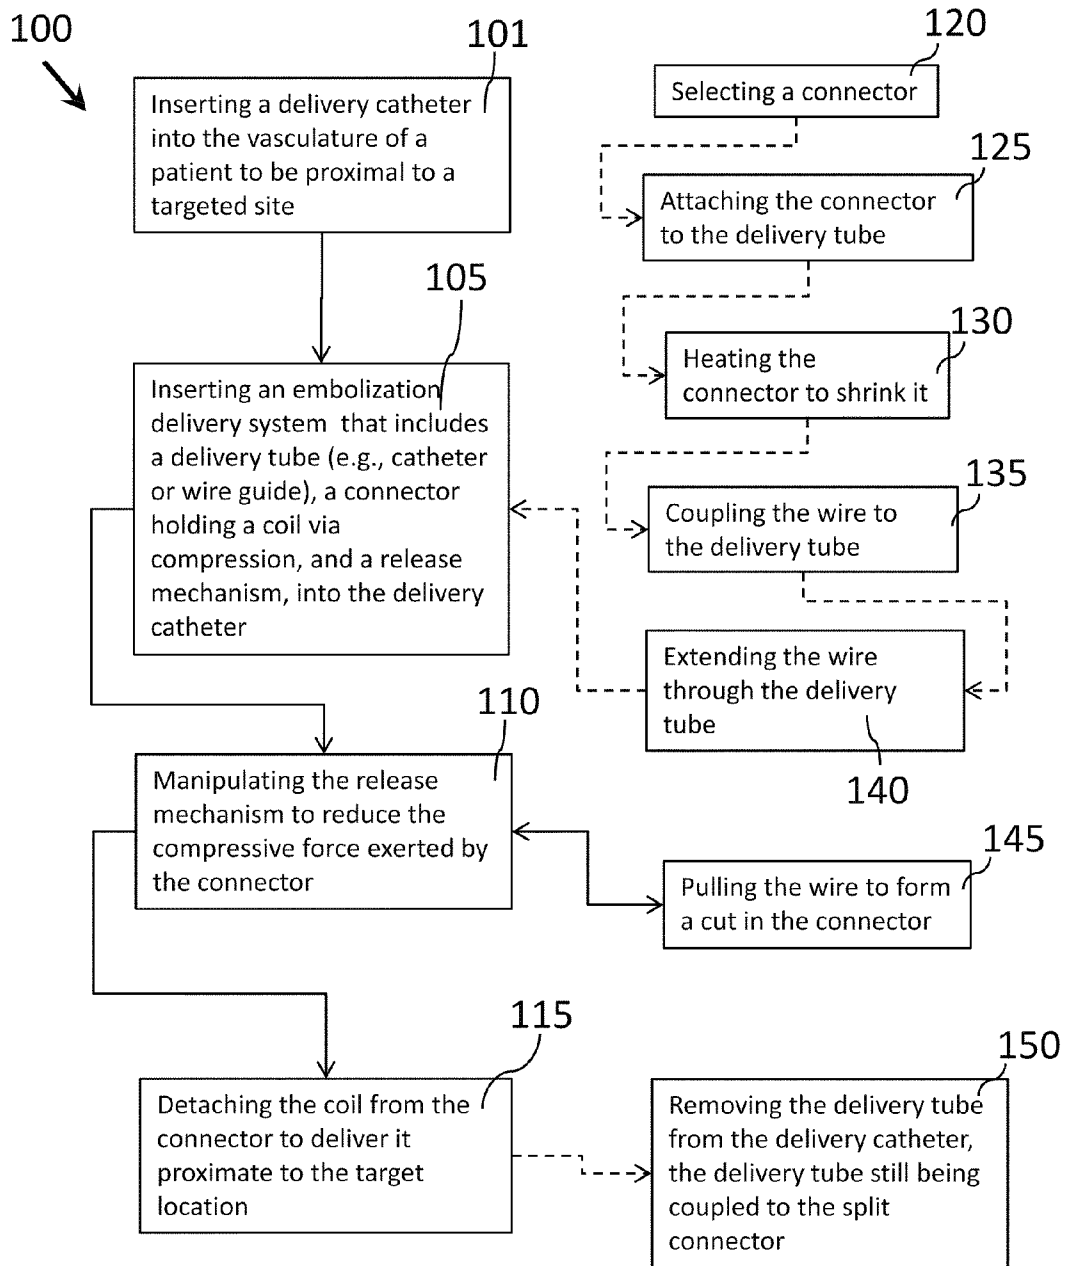 100
101
Inserting a delivery catheter
into the vasculature of a
patient to be proximal to a
targeted site
105
Inserting an embolization
delivery system that includes
a delivery tube (e.g., catheter
or wire guide), a connector
holding a coil via
compression, and a release
mechanism, into the delivery
catheter
110
Manipulating the release
mechanism to reduce the
compressive force exerted by
the connector
115
Detaching the coil from the
connector to deliver it
proximate to the target
location
120
Selecting a connector
125
Attaching the connector
to the delivery tube
130
Heating the
connector to shrink it
135
Coupling the wire to
the delivery tube
Extending the wire
through the delivery
tube
140
145
Pulling the wire to form
a cut in the connector
150
Removing the delivery tube
from the delivery catheter,
the delivery tube still being
coupled to the split
connector